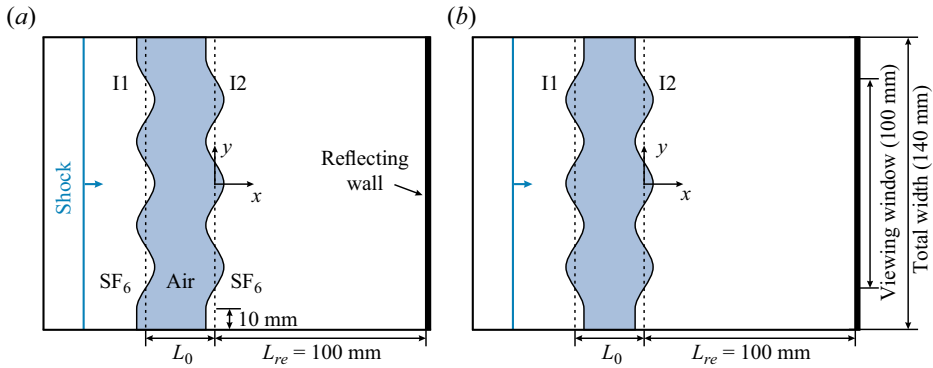 (a)
I1
I2
y
x
Shock
Reflecting
wall
SF6
Air
SF6
10 mm
L0
Lre = 100 mm
(b)
I1
I2
y
x
Shock
L0
Lre = 100 mm
Viewing window (100 mm)
Total width (140 mm)